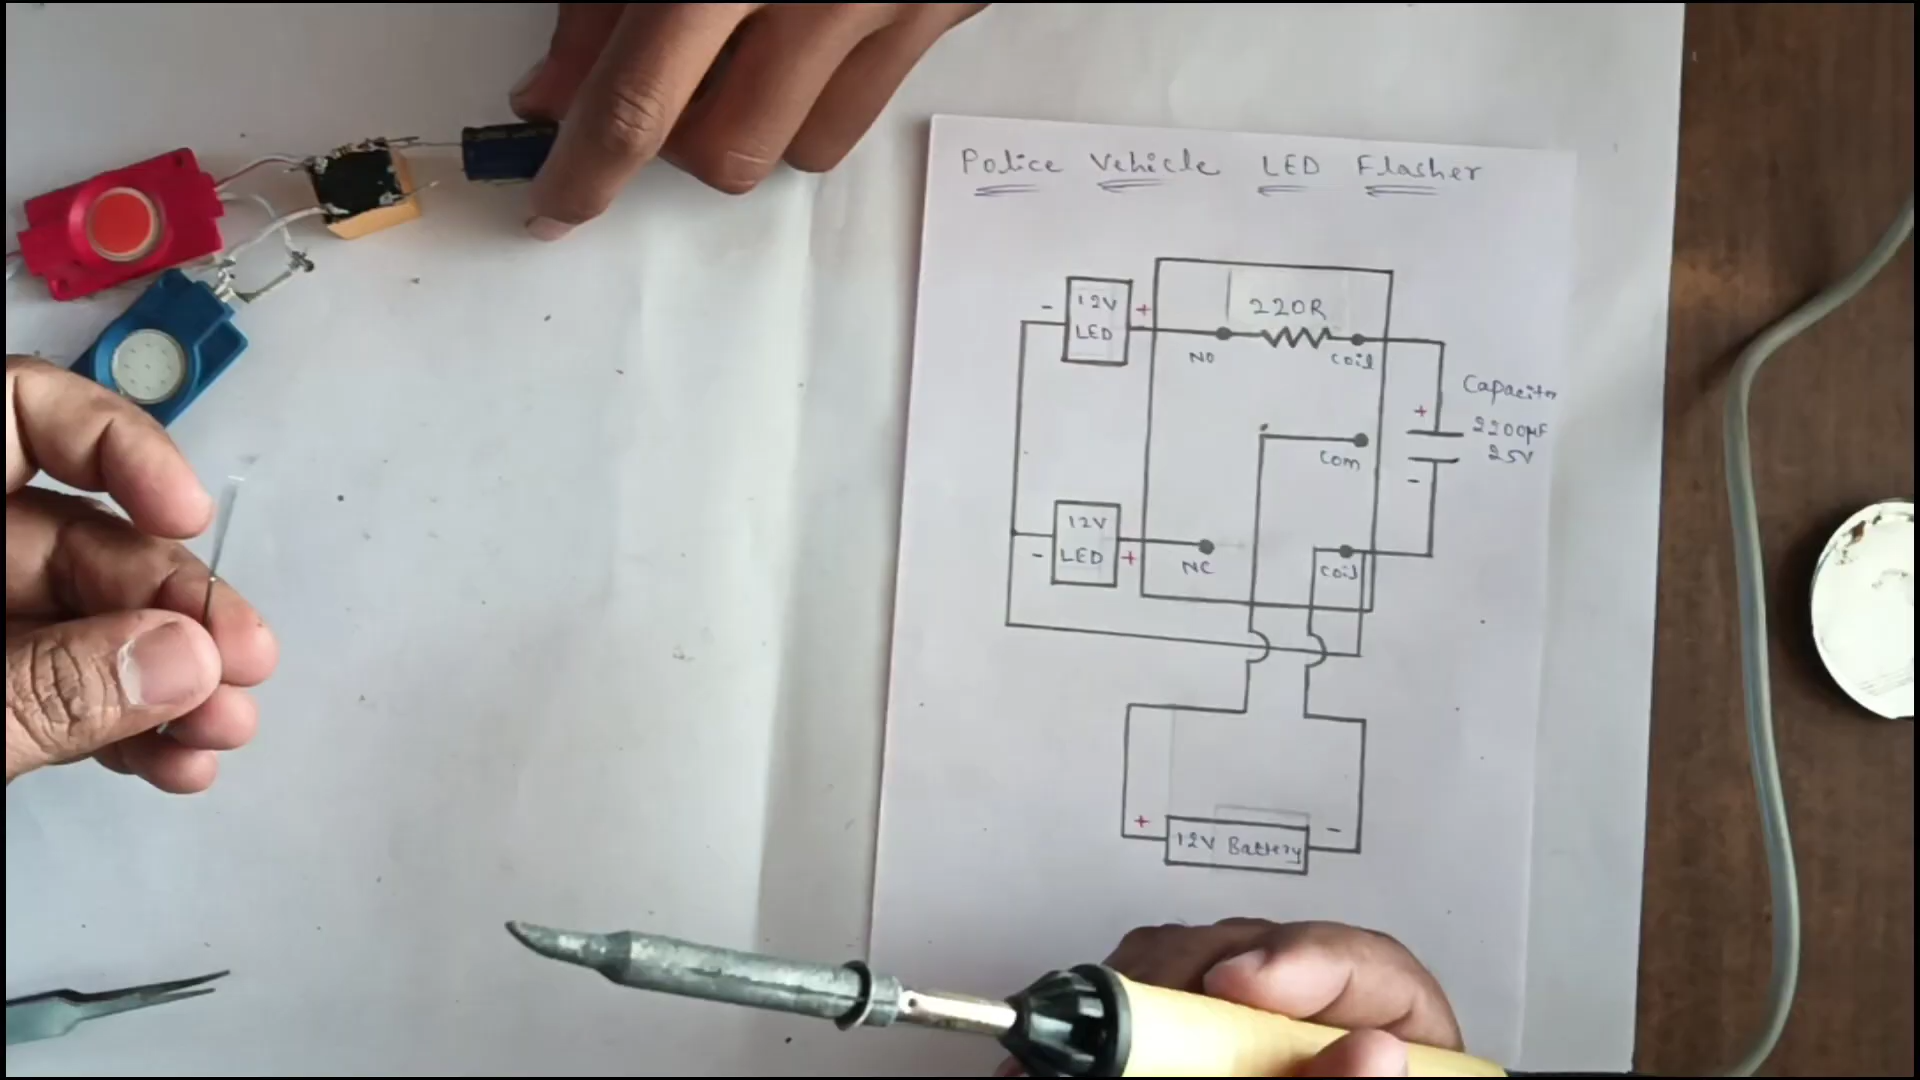 Police Vehicle LED Flasher
- 12V LED +
220R
NO
Coil
Capacitor
+ 2200µF
25V
-
Com
- 12V LED +
NC
Coil
+ 12V Battery -